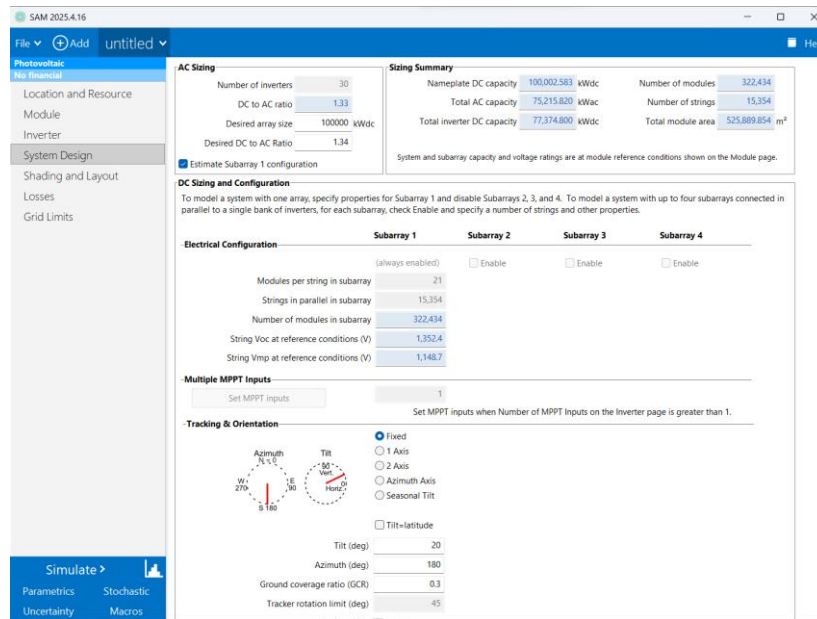 SAM 2025.4.16
File Add untitled He
Photovoltaic
No financial
Location and Resource
Module
Inverter
System Design
Shading and Layout
Losses
Grid Limits
Simulate >
Parametrics Stochastic
Uncertainty Macros
AC Sizing
Number of inverters 30
DC to AC ratio 1.33
Desired array size 100000 kWdc
Desired DC to AC Ratio 1.34
Estimate Subarray 1 configuration
Sizing Summary
Nameplate DC capacity 100,002.583 kWdc Number of modules 322,434
Total AC capacity 75,215.820 kWac Number of strings 15,354
Total inverter DC capacity 77,374.800 kWdc Total module area 525,889.854 m²
System and subarray capacity and voltage ratings are at module reference conditions shown on the Module page.
DC Sizing and Configuration
To model a system with one array, specify properties for Subarray 1 and disable Subarrays 2, 3, and 4. To model a system with up to four subarrays connected in
parallel to a single bank of inverters, for each subarray, check Enable and specify a number of strings and other properties.
Subarray 1 Subarray 2 Subarray 3 Subarray 4
Electrical Configuration
(always enabled) Enable Enable Enable
Modules per string in subarray 21
Strings in parallel in subarray 15,354
Number of modules in subarray 322,434
String Voc at reference conditions (V) 1,352.4
String Vmp at reference conditions (V) 1,148.7
Multiple MPPT Inputs
Set MPPT inputs 1
Set MPPT inputs when Number of MPPT Inputs on the Inverter page is greater than 1.
Tracking & Orientation
Azimuth Tilt
N = 0 90
Vert.
W E
270 90 Horiz. 0
S 180
Fixed
1 Axis
2 Axis
Azimuth Axis
Seasonal Tilt
Tilt=latitude
Tilt (deg) 20
Azimuth (deg) 180
Ground coverage ratio (GCR) 0.3
Tracker rotation limit (deg) 45